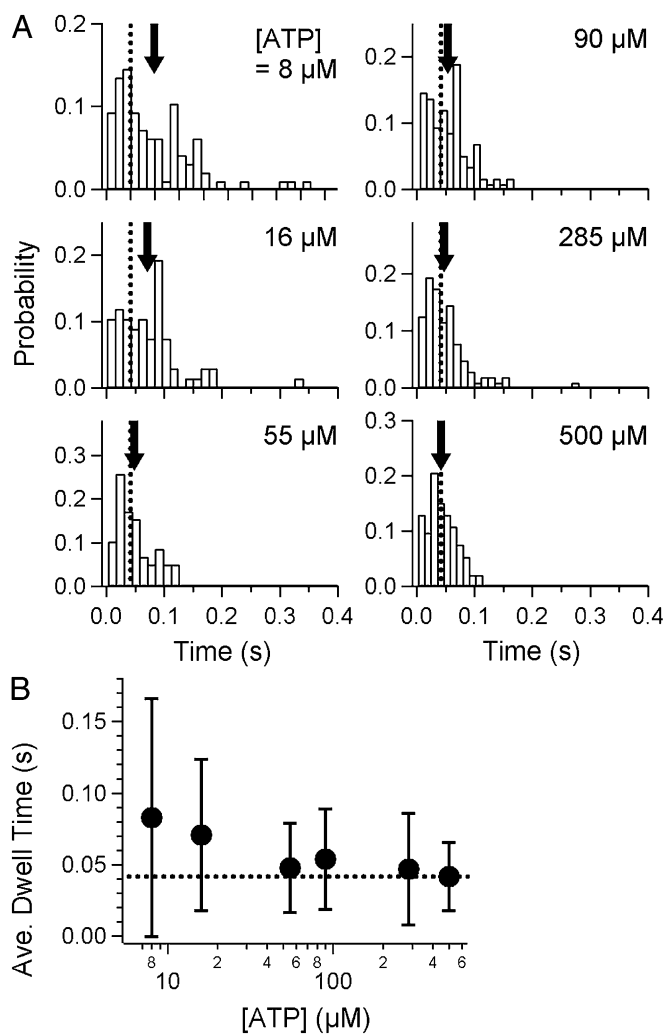 A
[ATP]
= 8 µM
0.1
0.0
90 µM
0.2
0.1
0.0
Probability
16 µM
0.2
0.1
0.0
285 µM
0.2
0.1
0.0
55 µM
0.3
0.2
0.1
0.0
0.0 0.1 0.2 0.3 0.4
Time (s)
500 µM
0.3
0.2
0.1
0.0
0.0 0.1 0.2 0.3 0.4
Time (s)
B
Ave. Dwell Time (s)
0.15
0.10
0.05
0.00
8 2 4 6 8 2 4 6
10 100
[ATP] (µM)